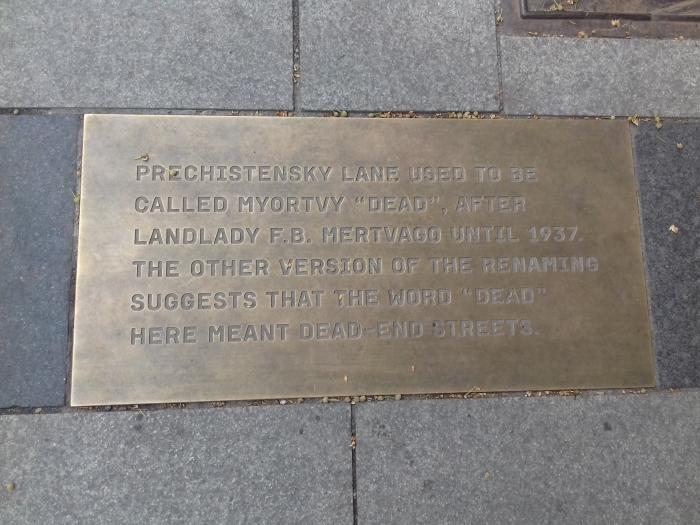 PRECHISTENSKY LANE USED TO BE
CALLED MYORTVY "DEAD", AFTER
LANDLADY F.B. MERTVAGO UNTIL 1937.
THE OTHER VERSION OF THE RENAMING
SUGGESTS THAT THE WORD "DEAD"
HERE MEANT DEAD-END STREETS.